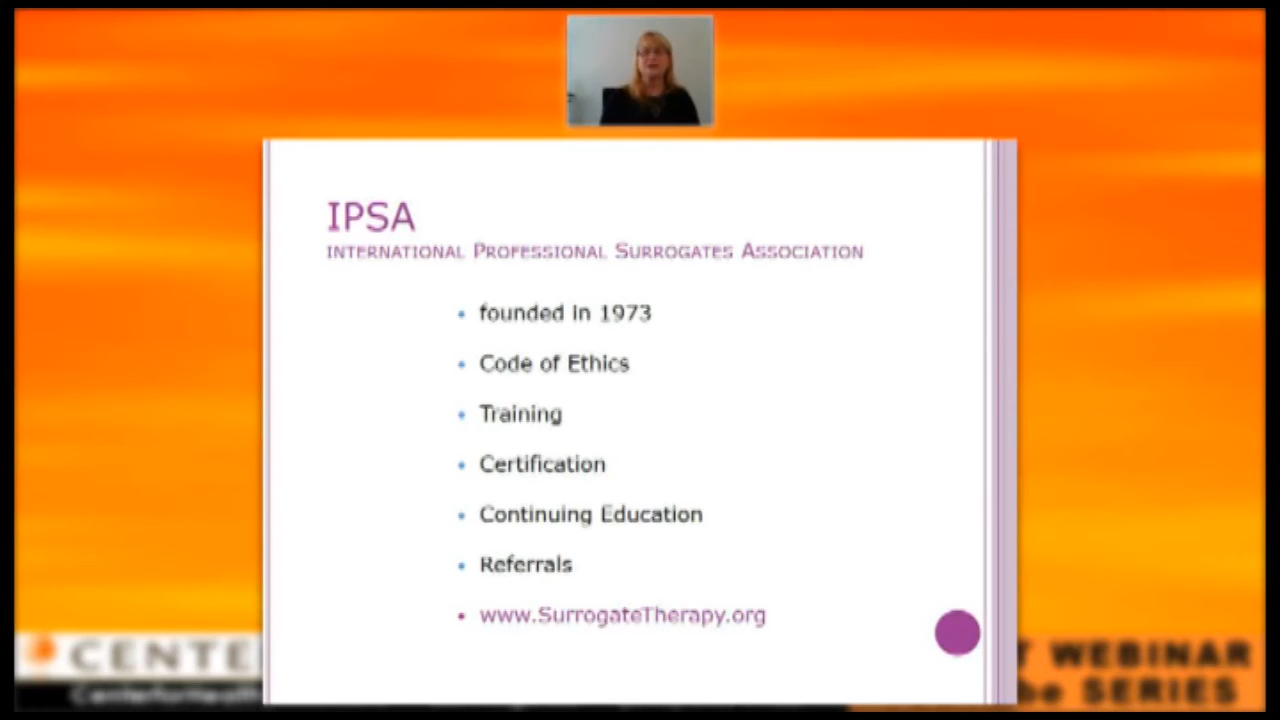 IPSA
INTERNATIONAL PROFESSIONAL SURROGATES ASSOCIATION
founded in 1973
Code of Ethics
Training
Certification
Continuing Education
Referrals
www.SurrogateTherapy.org
CENTE
T WEBINAR
be SERIES